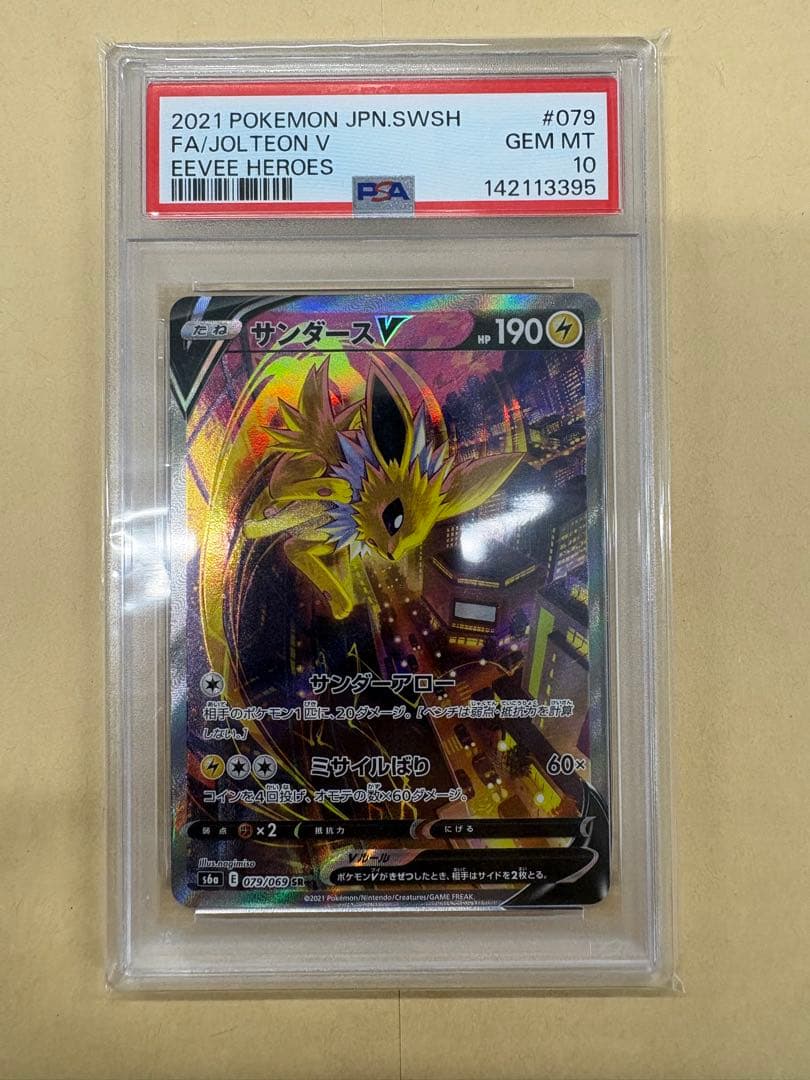 2021 POKEMON JPN.SWSH #079
FA/JOLTEON V GEM MT
EEVEE HEROES 10
PSA 142113395
たね サンダースV HP 190
サンダーアロー
相手のポケモン1匹に、20ダメージ。[ベンチは弱点・抵抗力を計算
しない。]
ミサイルばり 60×
コインを4回投げ、オモテの数×60ダメージ。
弱点 ×2 抵抗力 にげる
Vルール
ポケモンVがきぜつしたとき、相手はサイドを2枚とる。
Illus.nagimiso
s6a E 079/069 SR
©2021 Pokémon/Nintendo/Creatures/GAME FREAK.